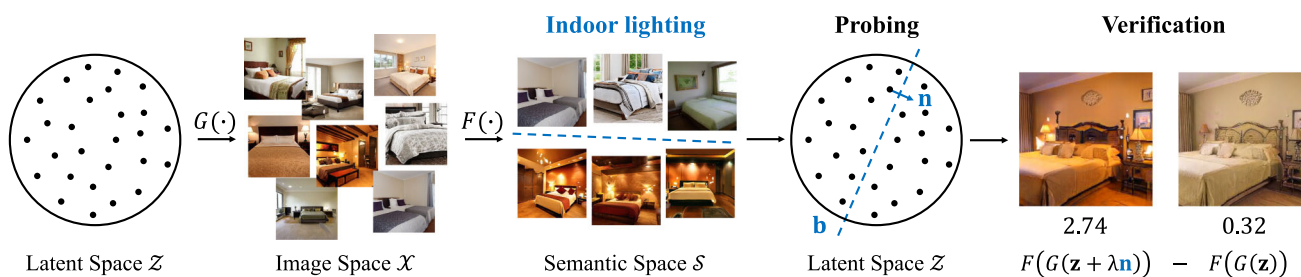 Indoor lighting
Probing
Verification
G(·)
F(·)
n
b
2.74
0.32
Latent Space 𝒵
Image Space 𝒳
Semantic Space 𝒮
Latent Space 𝒵
F(G(z + λn)) − F(G(z))